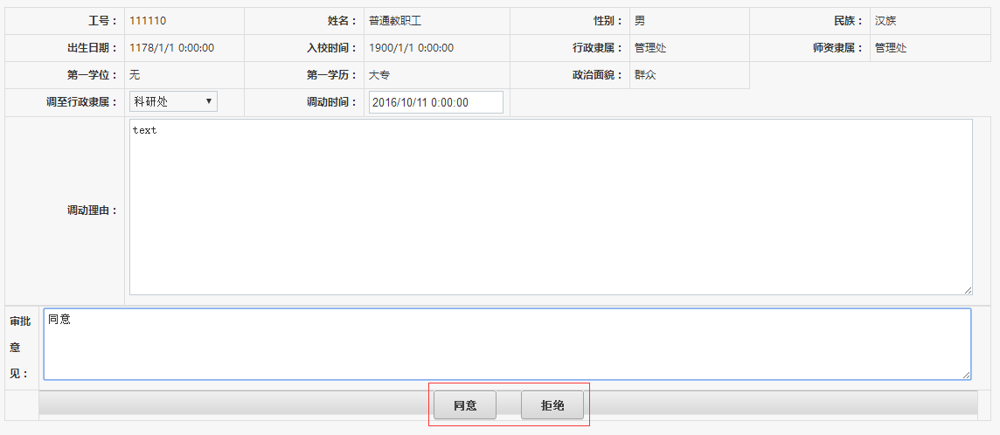 工号： 111110 姓名： 普通教职工 性别： 男 民族： 汉族
出生日期： 1178/1/1 0:00:00 入校时间： 1900/1/1 0:00:00 行政隶属： 管理处 师资隶属： 管理处
第一学位： 无 第一学历： 大专 政治面貌： 群众
调至行政隶属： 科研处 调动时间： 2016/10/11 0:00:00
调动理由： text
审批
意
见：
同意
同意 拒绝